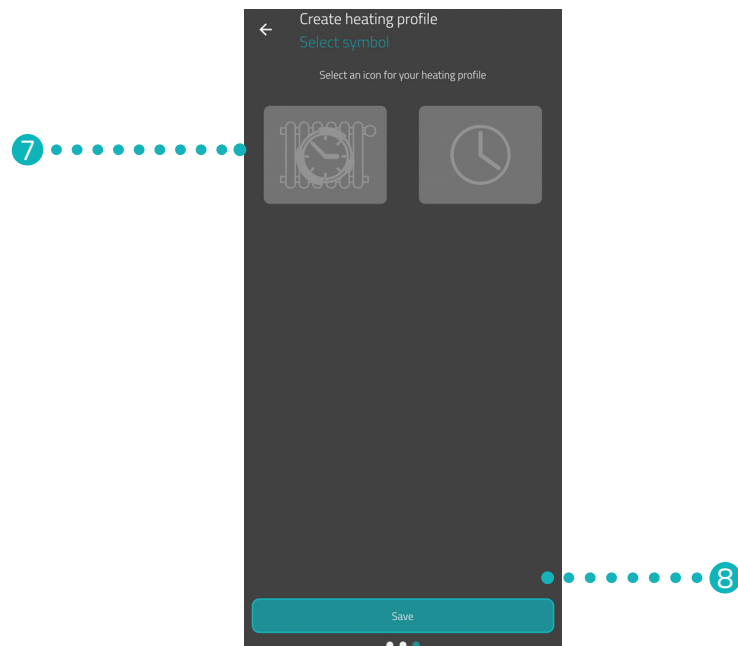 Create heating profile
Select symbol
Select an icon for your heating profile
7
8
Save